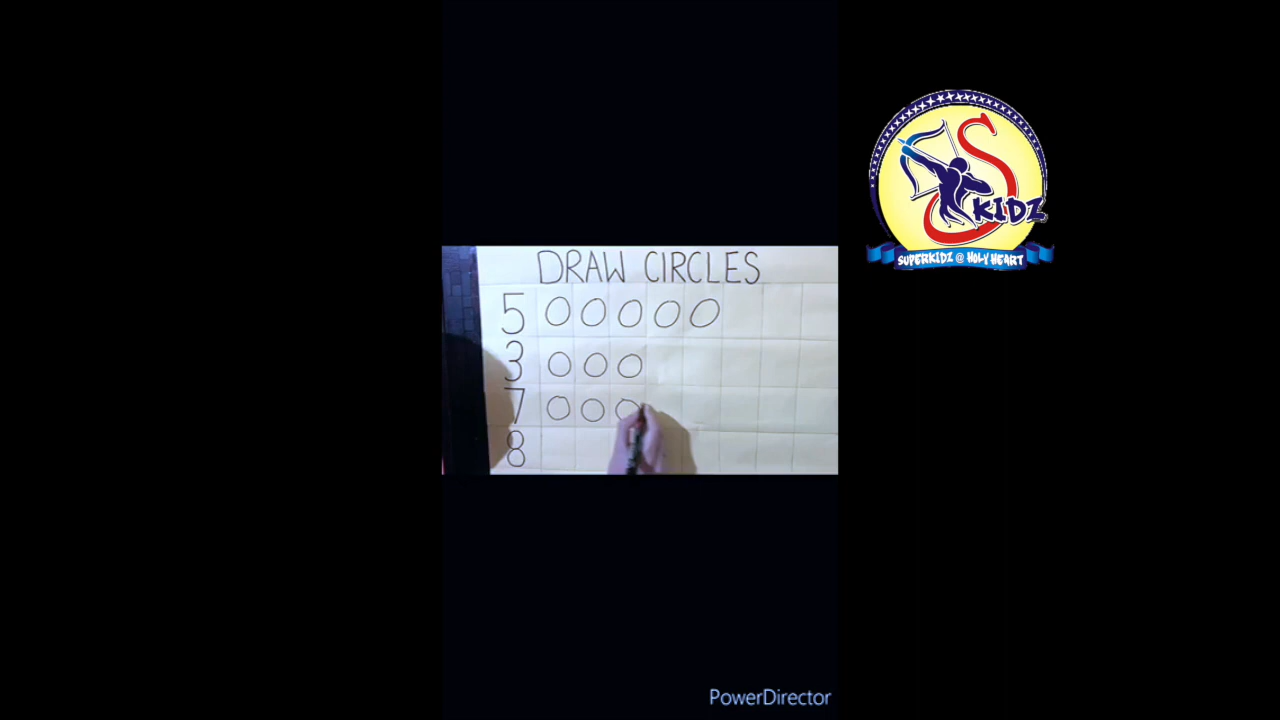 DRAW CIRCLES
5
3
7
8
S
KIDZ
SUPERKIDZ @ HOLY HEART
PowerDirector